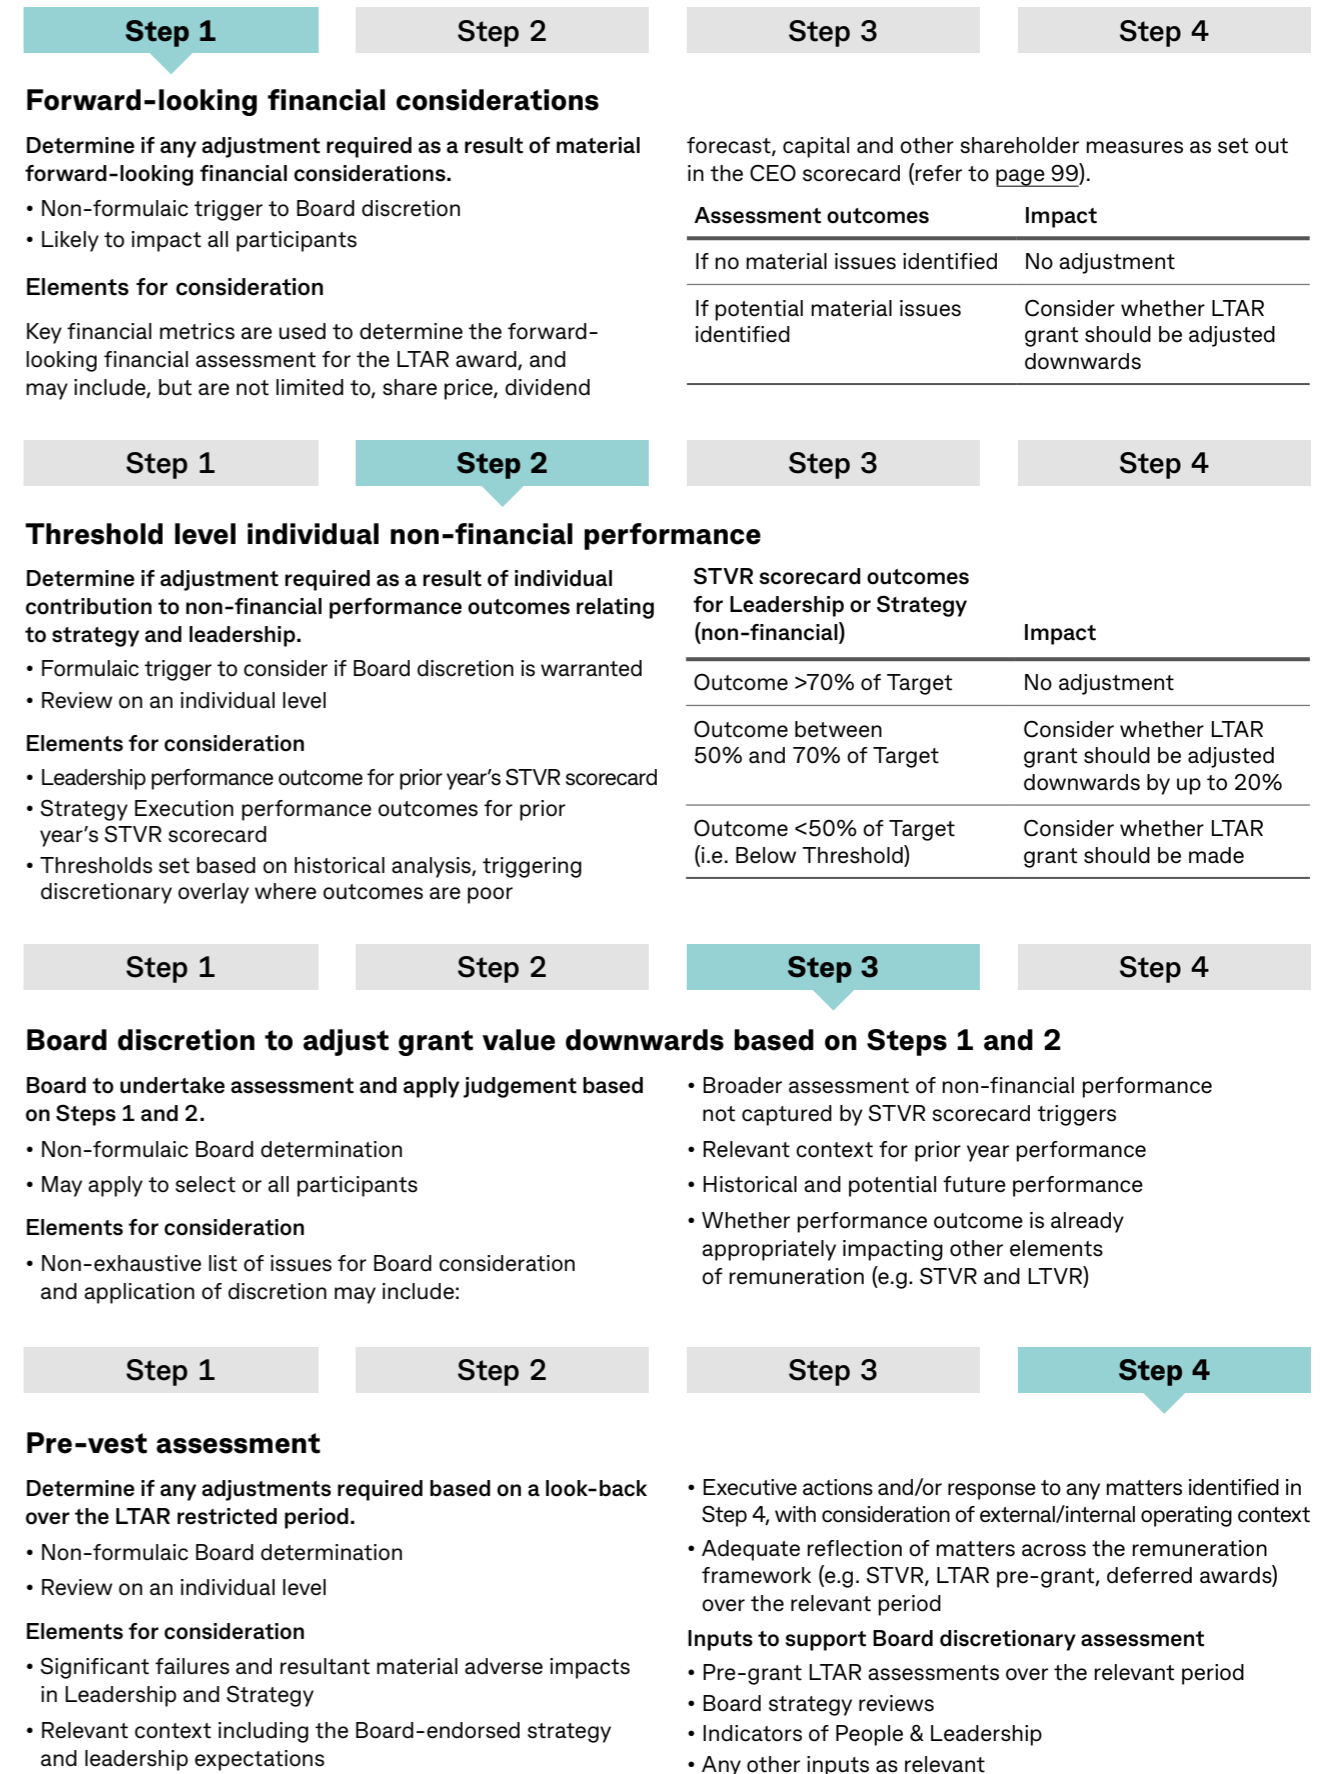 Step 1
Step 2
Step 3
Step 4
Forward-looking financial considerations
Determine if any adjustment required as a result of material
forward-looking financial considerations.
• Non-formulaic trigger to Board discretion
• Likely to impact all participants
Elements for consideration
Key financial metrics are used to determine the forward-
looking financial assessment for the LTAR award, and
may include, but are not limited to, share price, dividend
forecast, capital and other shareholder measures as set out
in the CEO scorecard (refer to page 99).
Assessment outcomes Impact
If no material issues identified No adjustment
If potential material issues Consider whether LTAR
identified grant should be adjusted
downwards
Step 1
Step 2
Step 3
Step 4
Threshold level individual non-financial performance
Determine if adjustment required as a result of individual
contribution to non-financial performance outcomes relating
to strategy and leadership.
• Formulaic trigger to consider if Board discretion is warranted
• Review on an individual level
Elements for consideration
• Leadership performance outcome for prior year's STVR scorecard
• Strategy Execution performance outcomes for prior
year's STVR scorecard
• Thresholds set based on historical analysis, triggering
discretionary overlay where outcomes are poor
STVR scorecard outcomes
for Leadership or Strategy
(non-financial) Impact
Outcome >70% of Target No adjustment
Outcome between Consider whether LTAR
50% and 70% of Target grant should be adjusted
downwards by up to 20%
Outcome <50% of Target Consider whether LTAR
(i.e. Below Threshold) grant should be made
Step 1
Step 2
Step 3
Step 4
Board discretion to adjust grant value downwards based on Steps 1 and 2
Board to undertake assessment and apply judgement based
on Steps 1 and 2.
• Non-formulaic Board determination
• May apply to select or all participants
Elements for consideration
• Non-exhaustive list of issues for Board consideration
and application of discretion may include:
• Broader assessment of non-financial performance
not captured by STVR scorecard triggers
• Relevant context for prior year performance
• Historical and potential future performance
• Whether performance outcome is already
appropriately impacting other elements
of remuneration (e.g. STVR and LTVR)
Step 1
Step 2
Step 3
Step 4
Pre-vest assessment
Determine if any adjustments required based on a look-back
over the LTAR restricted period.
• Non-formulaic Board determination
• Review on an individual level
Elements for consideration
• Significant failures and resultant material adverse impacts
in Leadership and Strategy
• Relevant context including the Board-endorsed strategy
and leadership expectations
• Executive actions and/or response to any matters identified in
Step 4, with consideration of external/internal operating context
• Adequate reflection of matters across the remuneration
framework (e.g. STVR, LTAR pre-grant, deferred awards)
over the relevant period
Inputs to support Board discretionary assessment
• Pre-grant LTAR assessments over the relevant period
• Board strategy reviews
• Indicators of People & Leadership
• Any other inputs as relevant